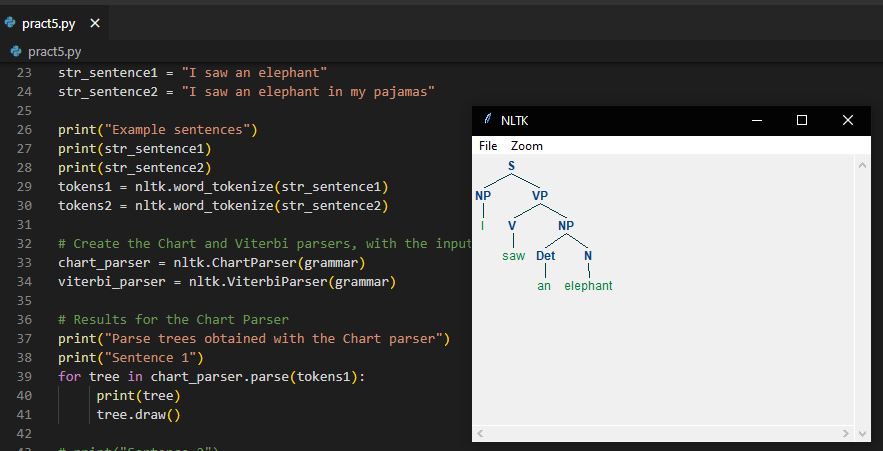 pract5.py
pract5.py
23 str_sentence1 = "I saw an elephant"
24 str_sentence2 = "I saw an elephant in my pajamas"
25
26 print("Example sentences")
27 print(str_sentence1)
28 print(str_sentence2)
29 tokens1 = nltk.word_tokenize(str_sentence1)
30 tokens2 = nltk.word_tokenize(str_sentence2)
31
32 # Create the Chart and Viterbi parsers, with the input
33 chart_parser = nltk.ChartParser(grammar)
34 viterbi_parser = nltk.ViterbiParser(grammar)
35
36 # Results for the Chart Parser
37 print("Parse trees obtained with the Chart parser")
38 print("Sentence 1")
39 for tree in chart_parser.parse(tokens1):
40 print(tree)
41 tree.draw()
42
43 # print("Sentence 2")
NLTK
File Zoom
S
NP VP
I V NP
saw Det N
an elephant